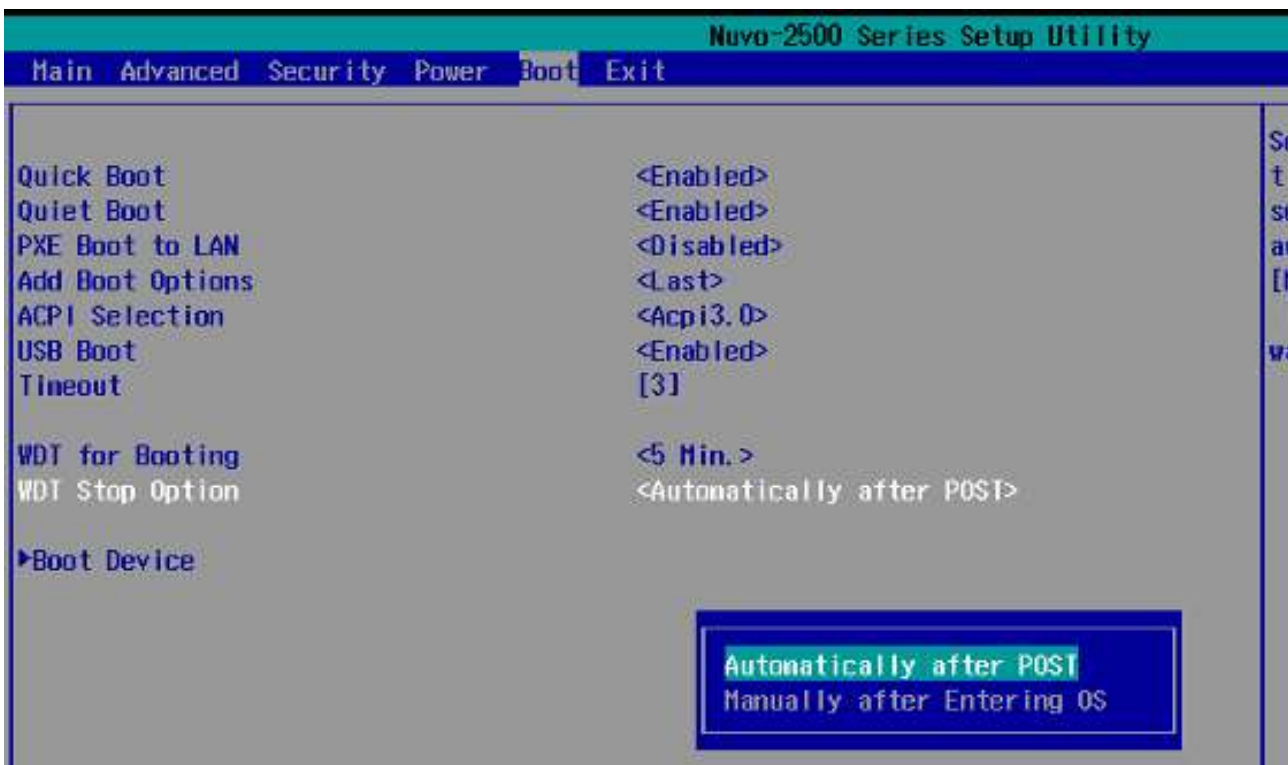 Nuvo-2500 Series Setup Utility
Main Advanced Security Power Boot Exit
Quick Boot <Enabled>
Quiet Boot <Enabled>
PXE Boot to LAN <Disabled>
Add Boot Options <Last>
ACPI Selection <Acpi3.0>
USB Boot <Enabled>
Timeout [3]
WDT for Booting <5 Min.>
WDT Stop Option <Automatically after POST>
▶Boot Device
Automatically after POST
Manually after Entering OS